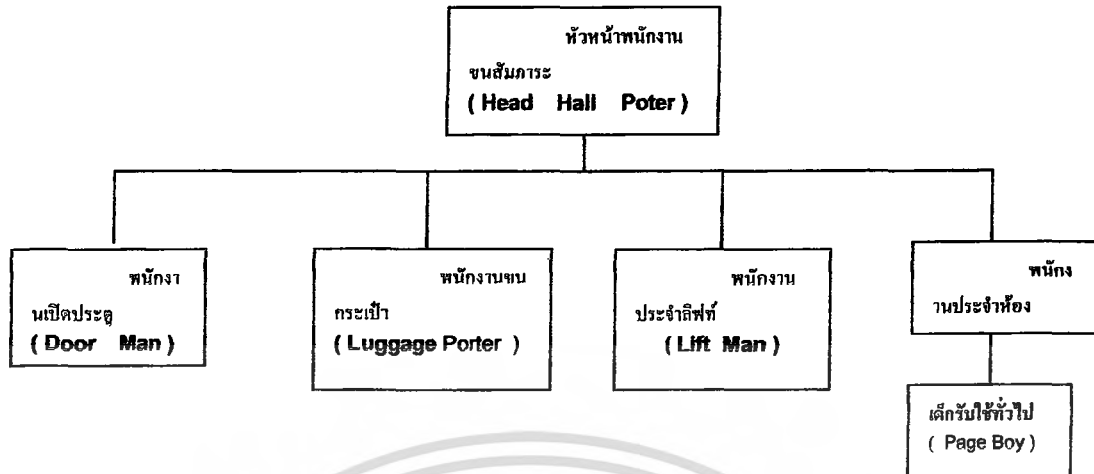 หัวหน้าพนักงาน
ขนสัมภาระ
( Head Hall Poter )
พนักงา
นเปิดประตู
( Door Man )
พนักงานขน
กระเป๋า
( Luggage Porter )
พนักงาน
ประจำลิฟท์
( Lift Man )
พนักง
านประจำห้อง
เด็กรับใช้ทั่วไป
( Page Boy )